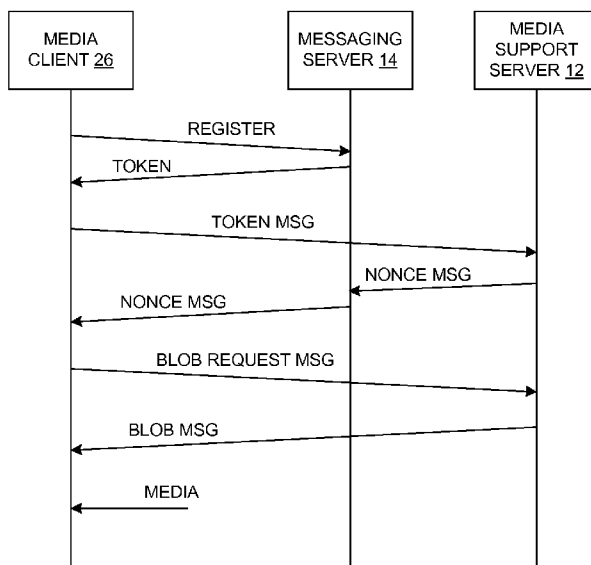 MEDIA
CLIENT 26
MESSAGING
SERVER 14
MEDIA
SUPPORT
SERVER 12
REGISTER
TOKEN
TOKEN MSG
NONCE MSG
NONCE MSG
BLOB REQUEST MSG
BLOB MSG
MEDIA